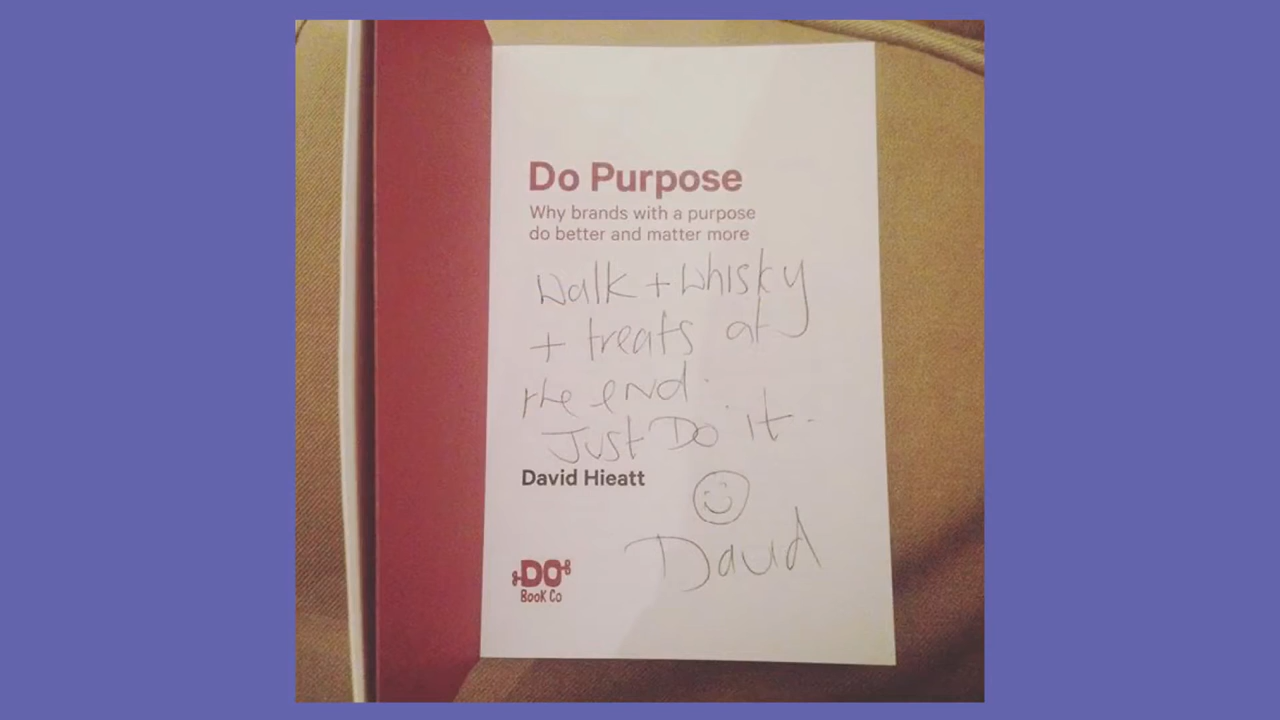 Do Purpose
Why brands with a purpose
do better and matter more
Walk + Whisky
+ treats at
the end.
Just Do it.
David Hieatt
David
DO
BOOK CO